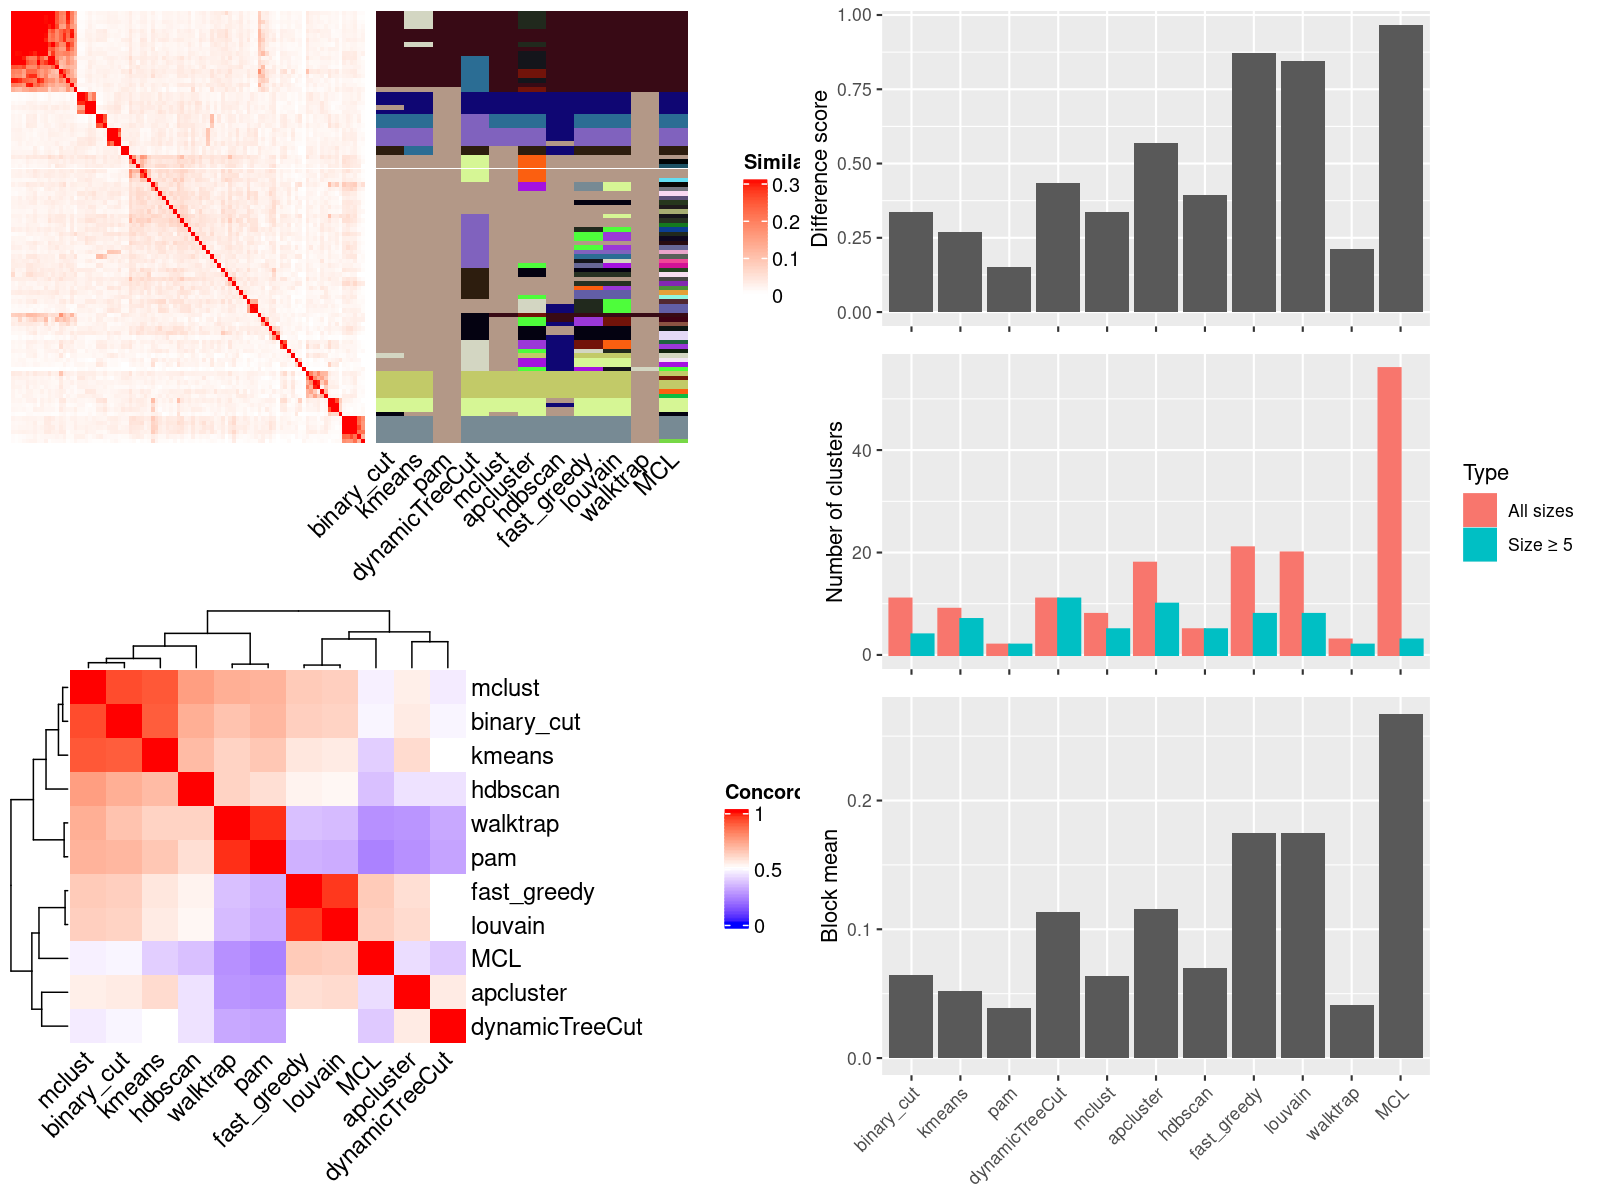 Simila
0.3
0.2
0.1
0
binary_cut
kmeans
pam
dynamicTreeCut
mclust
apcluster
hdbscan
fast_greedy
louvain
walktrap
MCL
mclust
binary_cut
kmeans
hdbscan
walktrap
pam
fast_greedy
louvain
MCL
apcluster
dynamicTreeCut
mclust
binary_cut
kmeans
hdbscan
walktrap
pam
fast_greedy
louvain
MCL
apcluster
dynamicTreeCut
Concord
1
0.5
0
Difference score
1.00
0.75
0.50
0.25
0.00
Number of clusters
40
20
0
Type
All sizes
Size ≥ 5
Block mean
0.2
0.1
0.0
binary_cut
kmeans
pam
dynamicTreeCut
mclust
apcluster
hdbscan
fast_greedy
louvain
walktrap
MCL